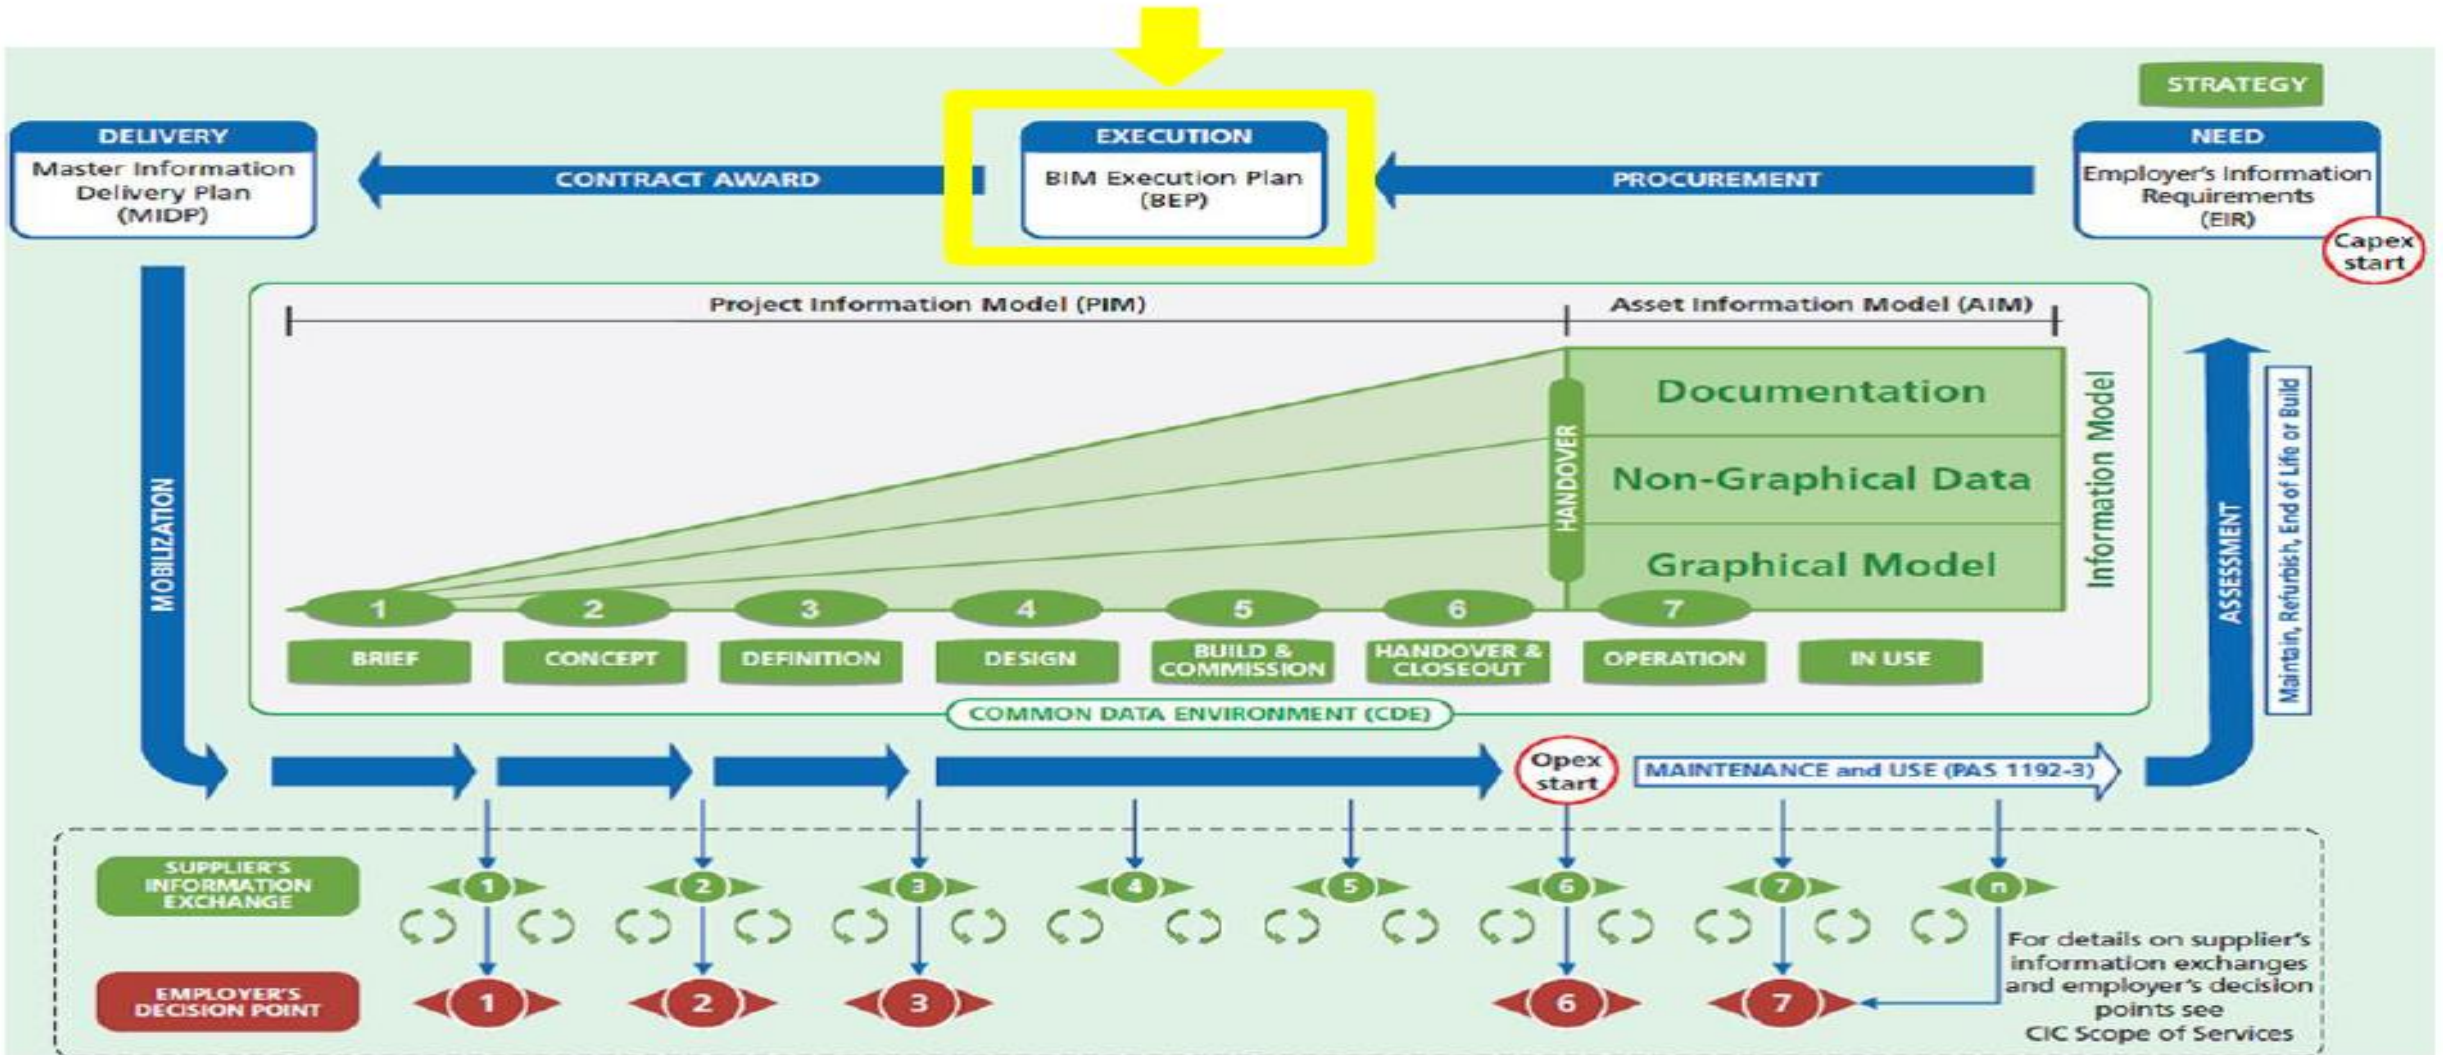 STRATEGY
DELIVERY
Master Information
Delivery Plan
(MIDP)
CONTRACT AWARD
EXECUTION
BIM Execution Plan
(BEP)
PROCUREMENT
NEED
Employer's Information
Requirements
(EIR)
Capex
start
Project Information Model (PIM)
Asset Information Model (AIM)
Documentation
Non-Graphical Data
Graphical Model
HANDOVER
Information Model
MOBILIZATION
ASSESSMENT
Maintain, Refurbish, End of Life or Build
1
2
3
4
5
6
7
BRIEF
CONCEPT
DEFINITION
DESIGN
BUILD &
COMMISSION
HANDOVER &
CLOSEOUT
OPERATION
IN USE
COMMON DATA ENVIRONMENT (CDE)
Opex
start
MAINTENANCE and USE (PAS 1192-3)
SUPPLIER'S
INFORMATION
EXCHANGE
1
2
3
4
5
6
7
n
For details on supplier's
information exchanges
and employer's decision
points see
CIC Scope of Services
EMPLOYER'S
DECISION POINT
1
2
3
6
7